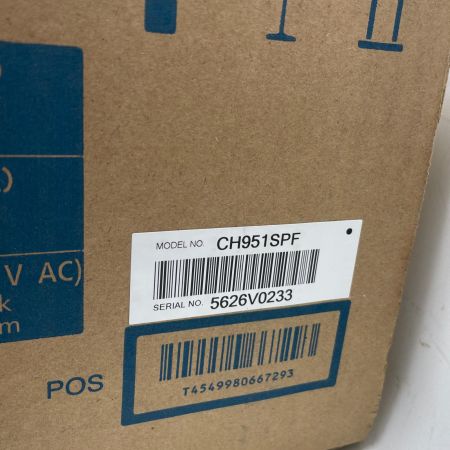 V AC)
k
m
MODEL NO. CH951SPF
SERIAL NO. 5626V0233
POS
T4549980667293